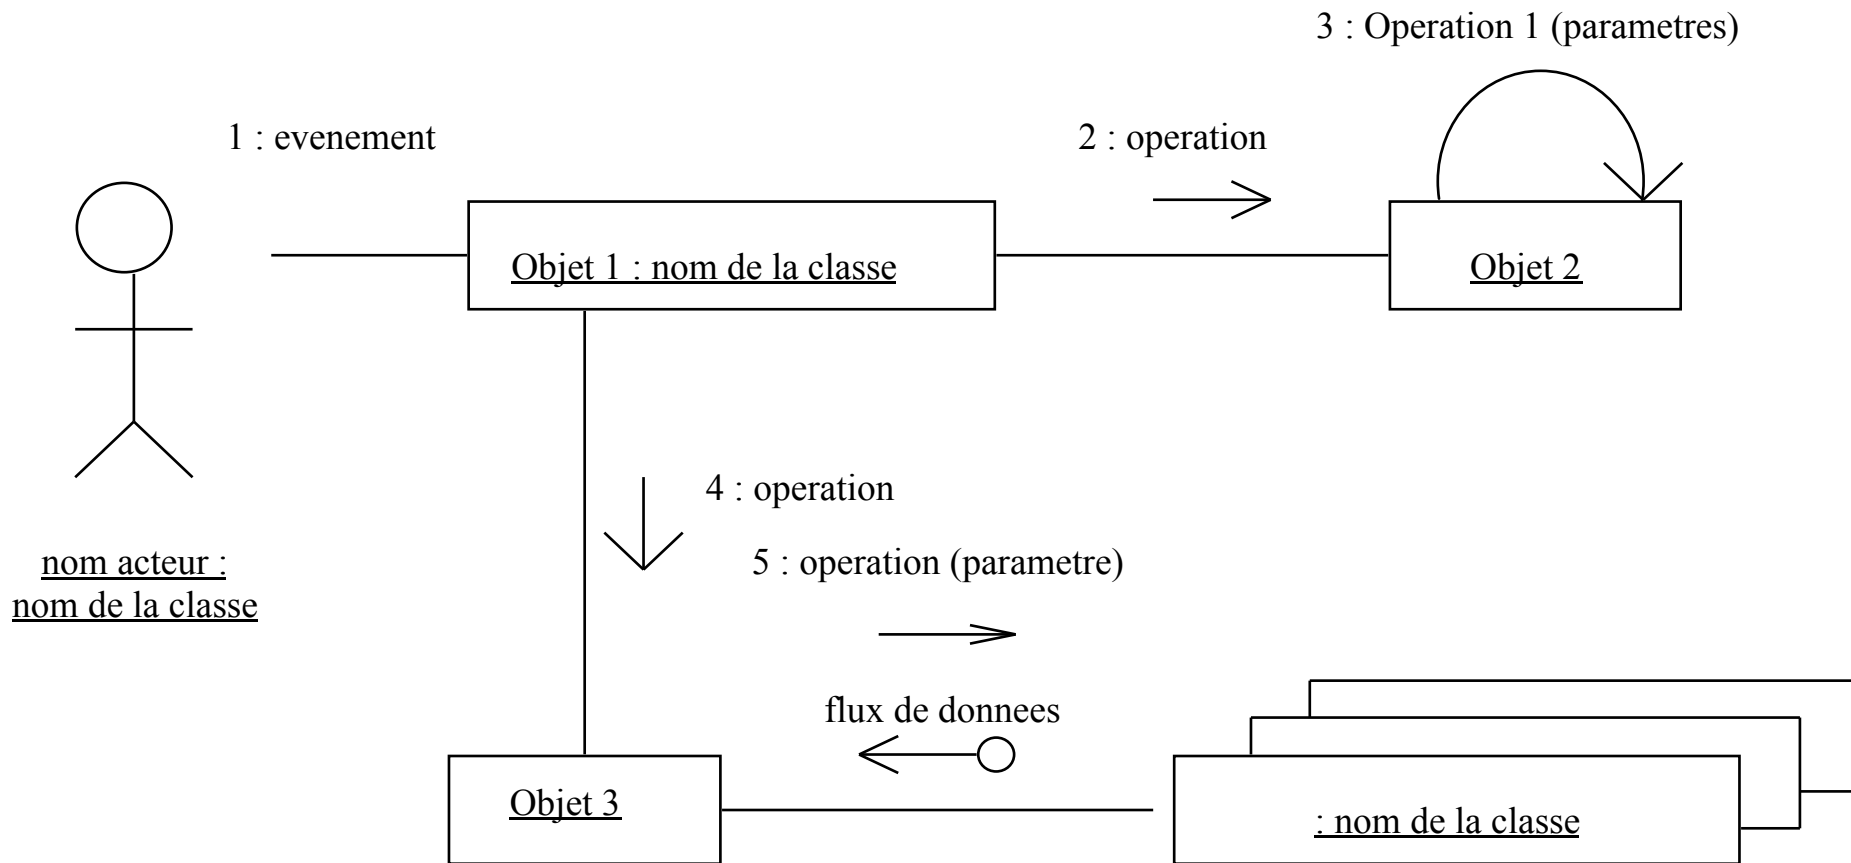 3 : Operation 1 (parametres)
1 : evenement
2 : operation
Objet 1 : nom de la classe
Objet 2
4 : operation
nom acteur :
nom de la classe
5 : operation (parametre)
flux de donnees
Objet 3
: nom de la classe